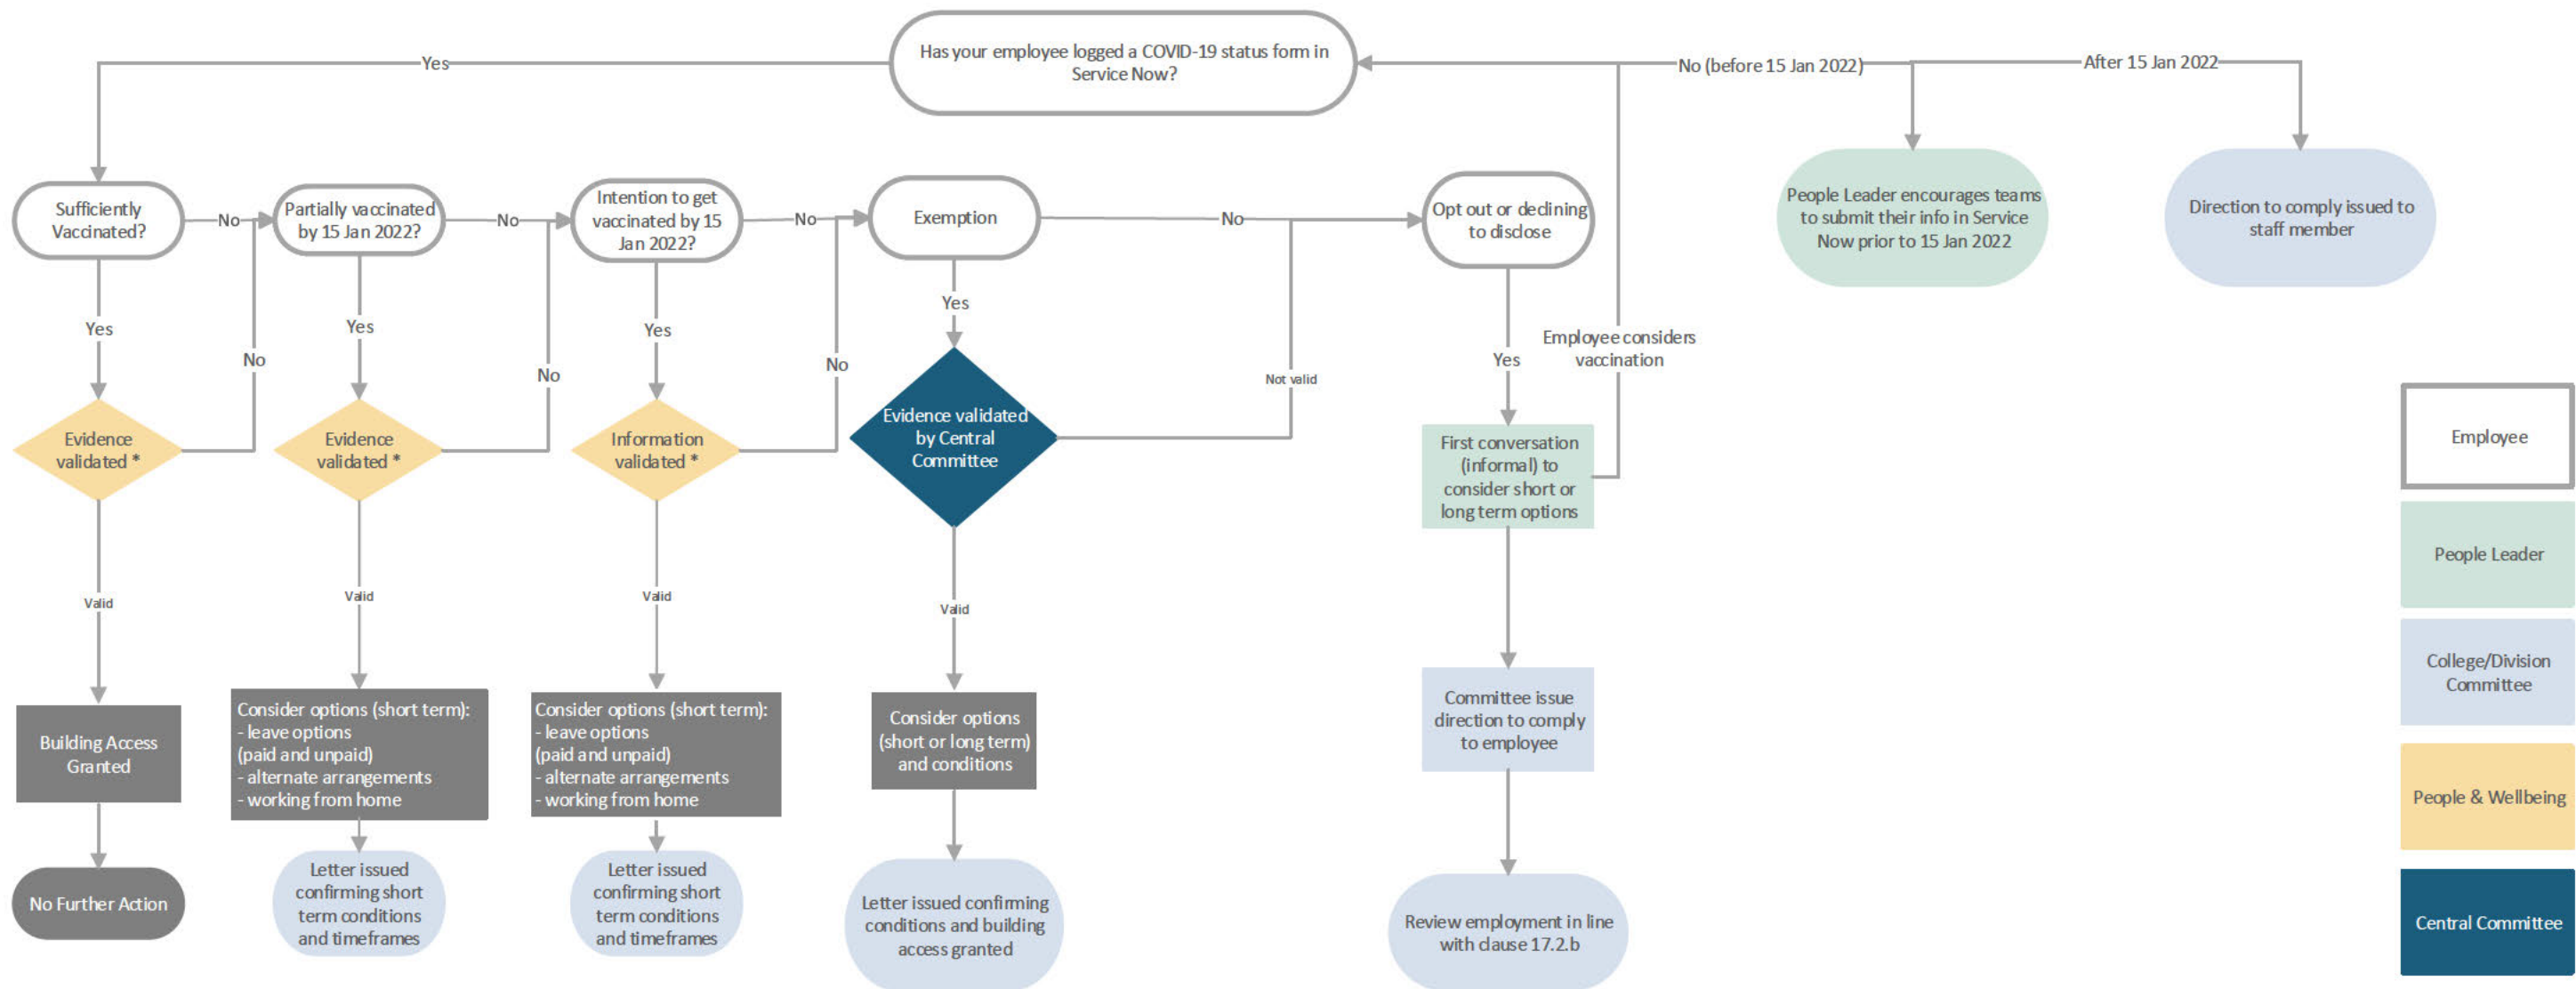 Has your employee logged a COVID-19 status form in
Service Now?
Yes
No (before 15 Jan 2022)
After 15 Jan 2022
Sufficiently
Vaccinated?
No
Partially vaccinated
by 15 Jan 2022?
No
Intention to get
vaccinated by 15
Jan 2022?
No
Exemption
No
Opt out or declining
to disclose
People Leader encourages teams
to submit their info in Service
Now prior to 15 Jan 2022
Direction to comply issued to
staff member
Yes
No
Yes
No
Yes
No
Yes
Not valid
Yes
Employee considers
vaccination
Evidence
validated *
Evidence
validated *
Information
validated *
Evidence validated
by Central
Committee
First conversation
(informal) to
consider short or
long term options
Valid
Valid
Valid
Valid
Building Access
Granted
Consider options (short term):
- leave options
(paid and unpaid)
- alternate arrangements
- working from home
Consider options (short term):
- leave options
(paid and unpaid)
- alternate arrangements
- working from home
Consider options
(short or long term)
and conditions
Committee issue
direction to comply
to employee
No Further Action
Letter issued
confirming short
term conditions
and timeframes
Letter issued
confirming short
term conditions
and timeframes
Letter issued confirming
conditions and building
access granted
Review employment in line
with clause 17.2.b
Employee
People Leader
College/Division
Committee
People & Wellbeing
Central Committee